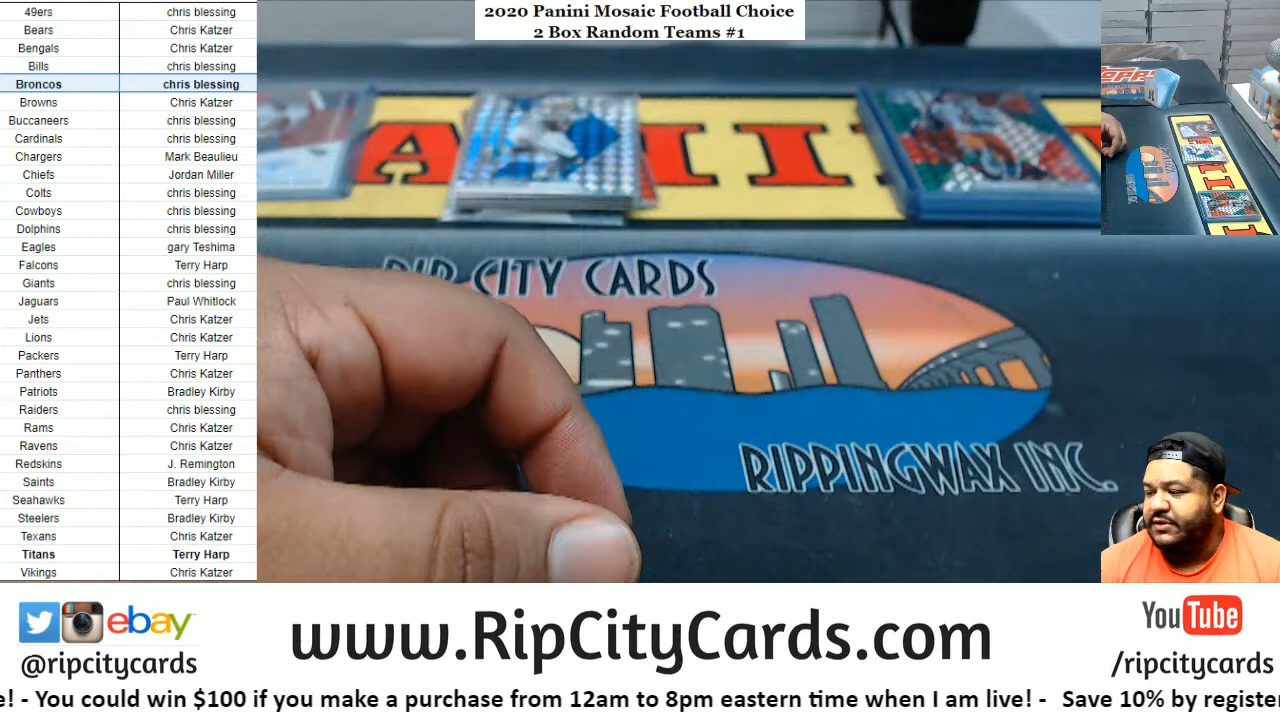 2020 Panini Mosaic Football Choice
2 Box Random Teams #1
49ers chris blessing
Bears Chris Katzer
Bengals Chris Katzer
Bills chris blessing
Broncos chris blessing
Browns Chris Katzer
Buccaneers chris blessing
Cardinals chris blessing
Chargers Mark Beaulieu
Chiefs Jordan Miller
Colts chris blessing
Cowboys chris blessing
Dolphins chris blessing
Eagles gary Teshima
Falcons Terry Harp
Giants chris blessing
Jaguars Paul Whitlock
Jets Chris Katzer
Lions Chris Katzer
Packers Terry Harp
Panthers Chris Katzer
Patriots Bradley Kirby
Raiders chris blessing
Rams Chris Katzer
Ravens Chris Katzer
Redskins J. Remington
Saints Bradley Kirby
Seahawks Terry Harp
Steelers Bradley Kirby
Texans Chris Katzer
Titans Terry Harp
Vikings Chris Katzer
RIP CITY CARDS
RIPPINGWAX INC.
ebay
@ripcitycards
www.RipCityCards.com
YouTube
/ripcitycards
e! - You could win $100 if you make a purchase from 12am to 8pm eastern time when I am live! - Save 10% by register